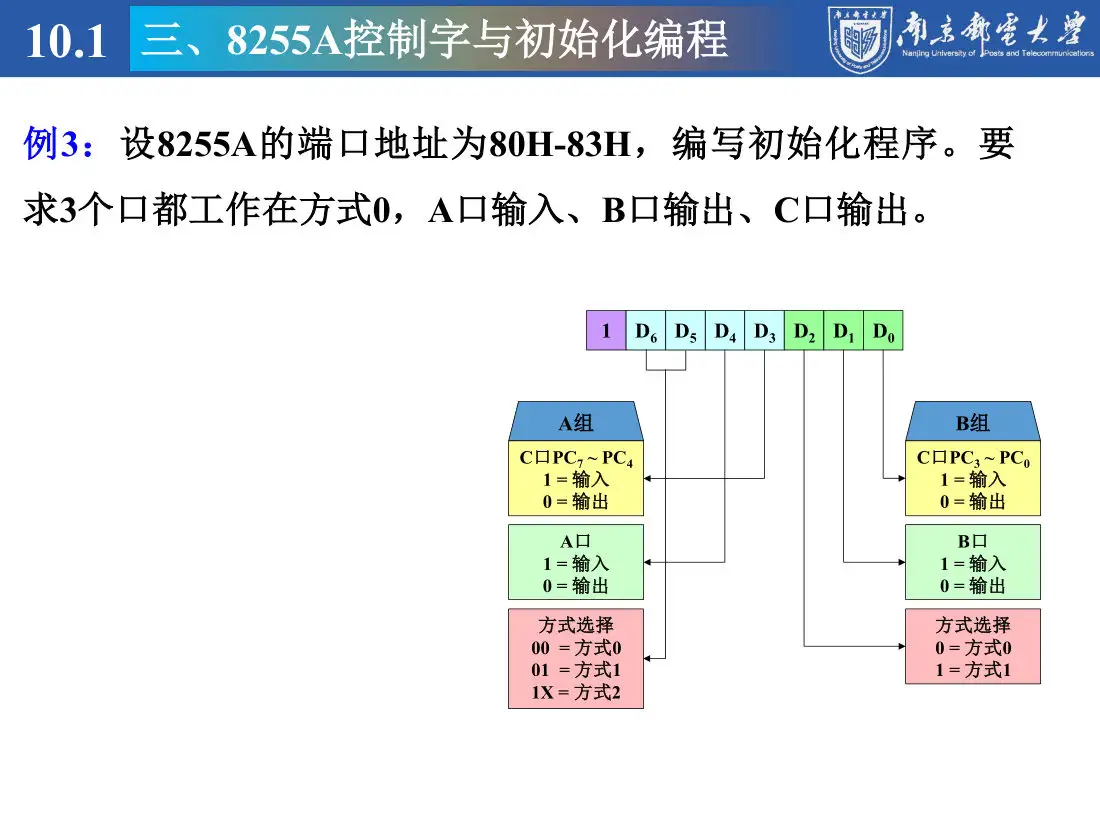 10.1 三、8255A控制字与初始化编程
南京邮电大学
Nanjing University of Posts and Telecommunications
例3：设8255A的端口地址为80H-83H，编写初始化程序。要
求3个口都工作在方式0，A口输入、B口输出、C口输出。
1 D6 D5 D4 D3 D2 D1 D0
A组
C口PC7 ~ PC4
1 = 输入
0 = 输出
A口
1 = 输入
0 = 输出
方式选择
00 = 方式0
01 = 方式1
1X = 方式2
B组
C口PC3 ~ PC0
1 = 输入
0 = 输出
B口
1 = 输入
0 = 输出
方式选择
0 = 方式0
1 = 方式1